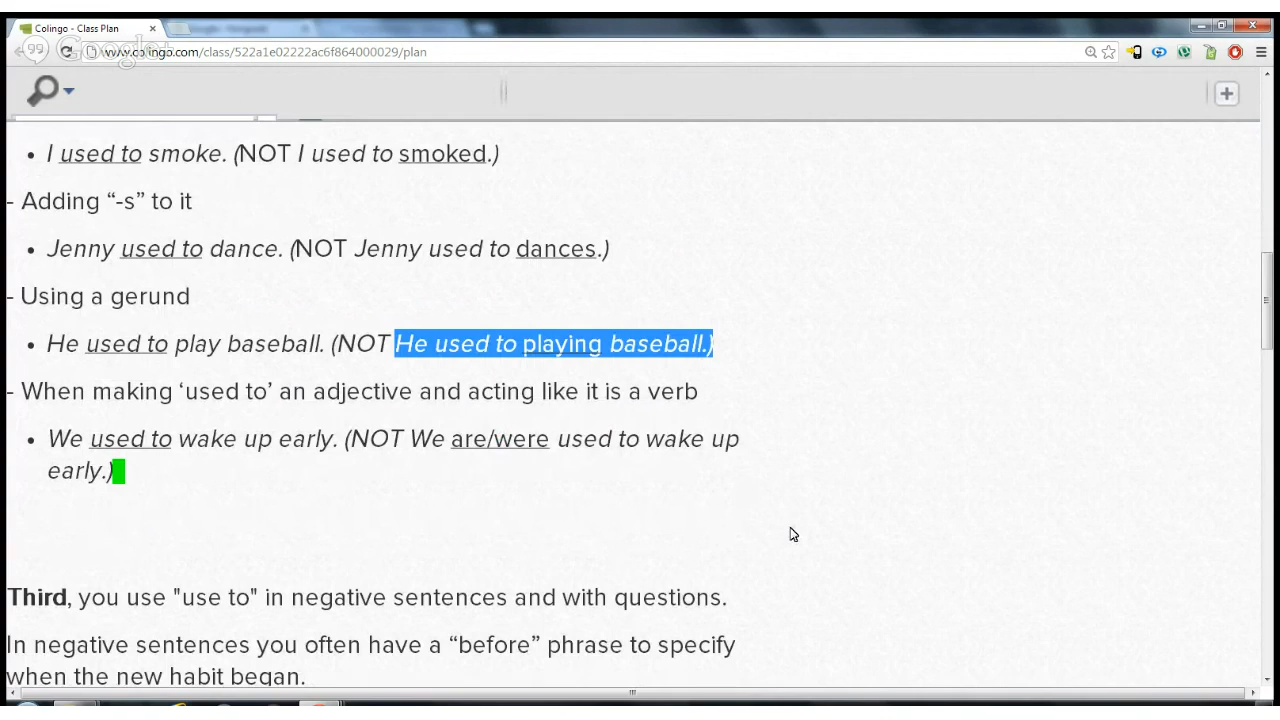 Colingo - Class Plan
Google+
www.colingo.com/class/522a1e02222ac6f864000029/plan
• I used to smoke. (NOT I used to smoked.)
- Adding “-s” to it
• Jenny used to dance. (NOT Jenny used to dances.)
- Using a gerund
• He used to play baseball. (NOT He used to playing baseball.)
- When making ‘used to’ an adjective and acting like it is a verb
• We used to wake up early. (NOT We are/were used to wake up
early.)
Third, you use "use to" in negative sentences and with questions.
In negative sentences you often have a “before” phrase to specify
when the new habit began.